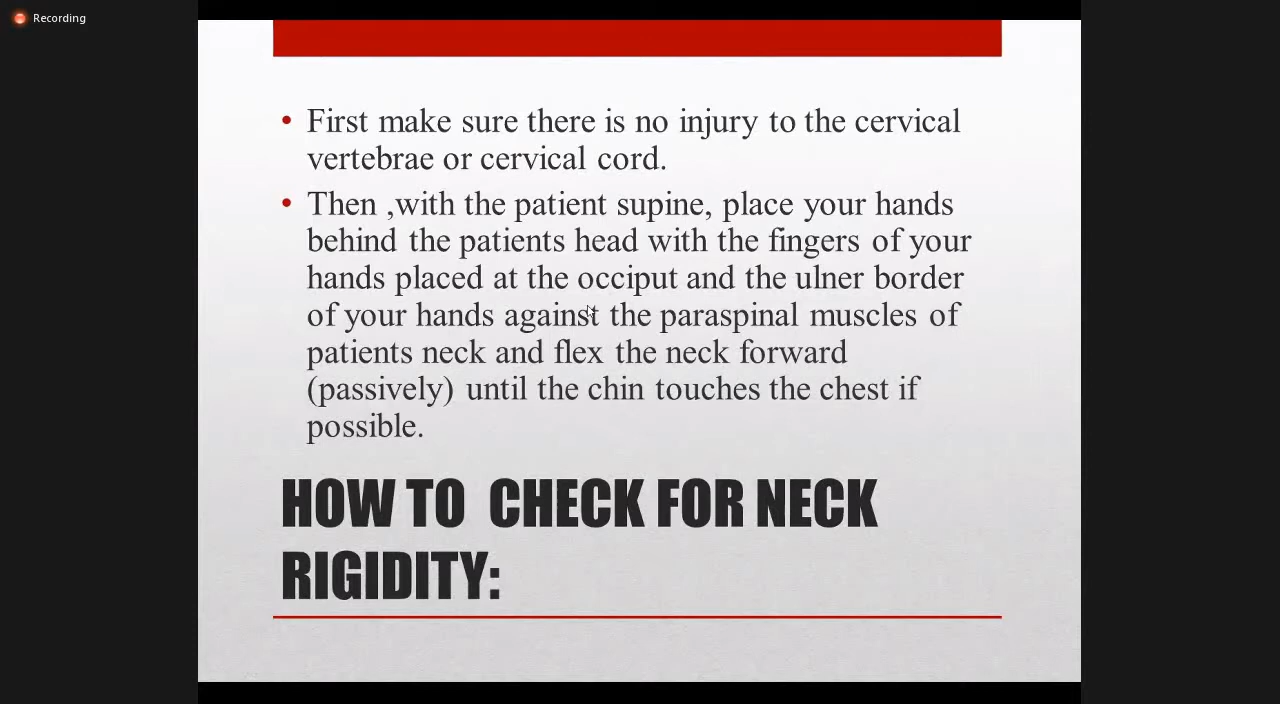 Recording
First make sure there is no injury to the cervical
vertebrae or cervical cord.
Then ,with the patient supine, place your hands
behind the patients head with the fingers of your
hands placed at the occiput and the ulner border
of your hands against the paraspinal muscles of
patients neck and flex the neck forward
(passively) until the chin touches the chest if
possible.
HOW TO CHECK FOR NECK
RIGIDITY: